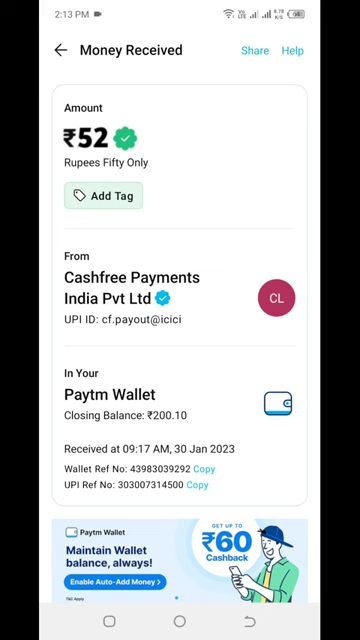 2:13 PM
Money Received
Share
Help
Amount
₹52
Rupees Fifty Only
Add Tag
From
Cashfree Payments
India Pvt Ltd
CL
UPI ID: cf.payout@icici
In Your
Paytm Wallet
Closing Balance: ₹200.10
Received at 09:17 AM, 30 Jan 2023
Wallet Ref No: 43983039292 Copy
UPI Ref No: 303007314500 Copy
Paytm Wallet
Maintain Wallet
balance, always!
Enable Auto-Add Money >
T&C Apply
GET UP TO
₹60
Cashback